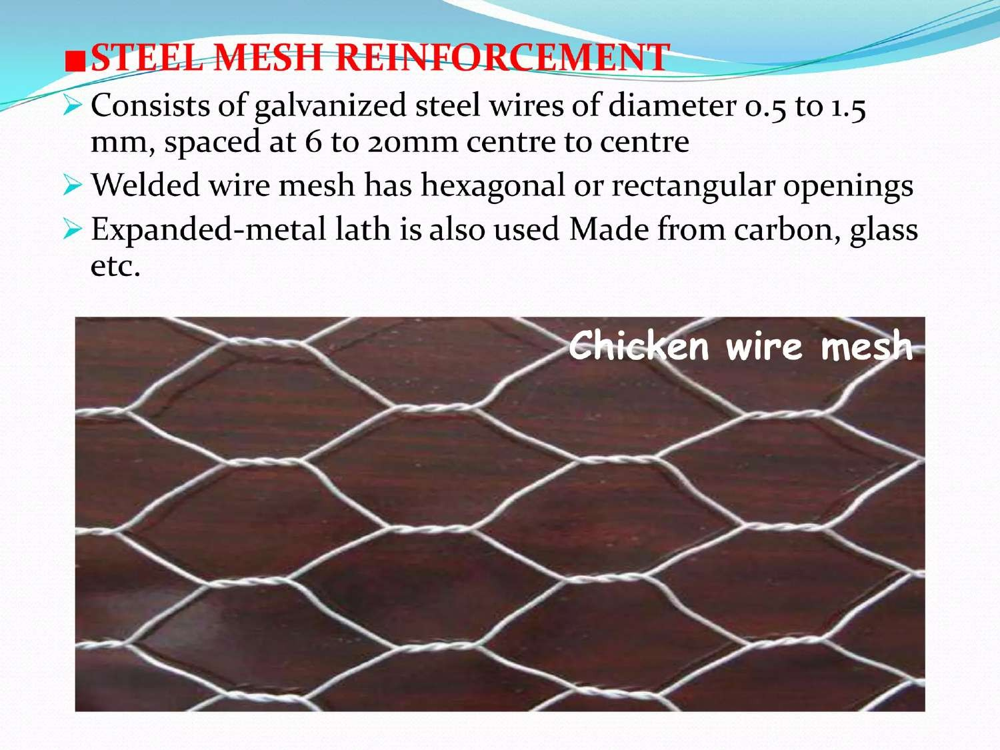 STEEL MESH REINFORCEMENT
Consists of galvanized steel wires of diameter 0.5 to 1.5
mm, spaced at 6 to 20mm centre to centre
Welded wire mesh has hexagonal or rectangular openings
Expanded-metal lath is also used Made from carbon, glass
etc.
Chicken wire mesh